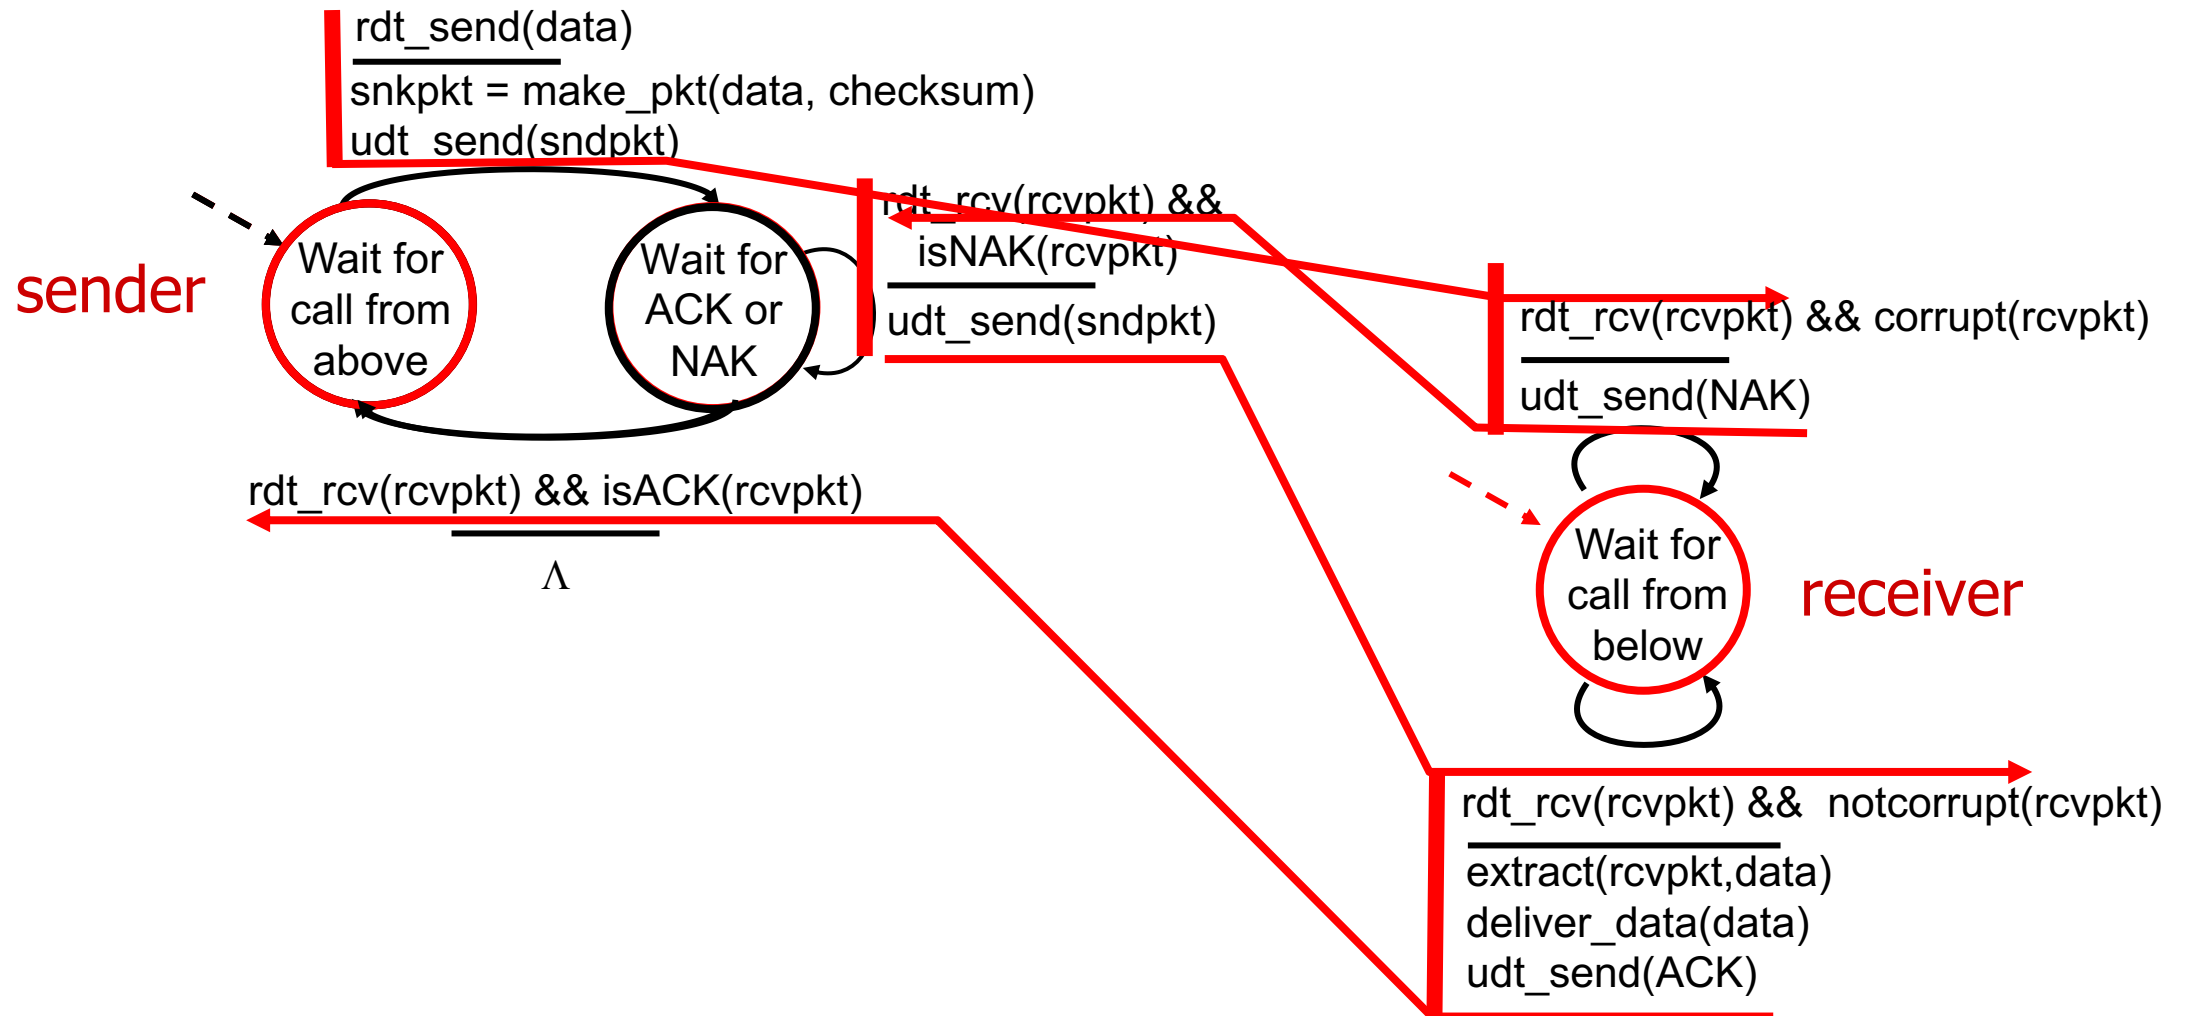 rdt_send(data)
snkpkt = make_pkt(data, checksum)
udt_send(sndpkt)
sender
Wait for
call from
above
Wait for
ACK or
NAK
rdt_rcv(rcvpkt) &&
isNAK(rcvpkt)
udt_send(sndpkt)
rdt_rcv(rcvpkt) && corrupt(rcvpkt)
udt_send(NAK)
rdt_rcv(rcvpkt) && isACK(rcvpkt)
Λ
Wait for
call from
below
receiver
rdt_rcv(rcvpkt) && notcorrupt(rcvpkt)
extract(rcvpkt,data)
deliver_data(data)
udt_send(ACK)